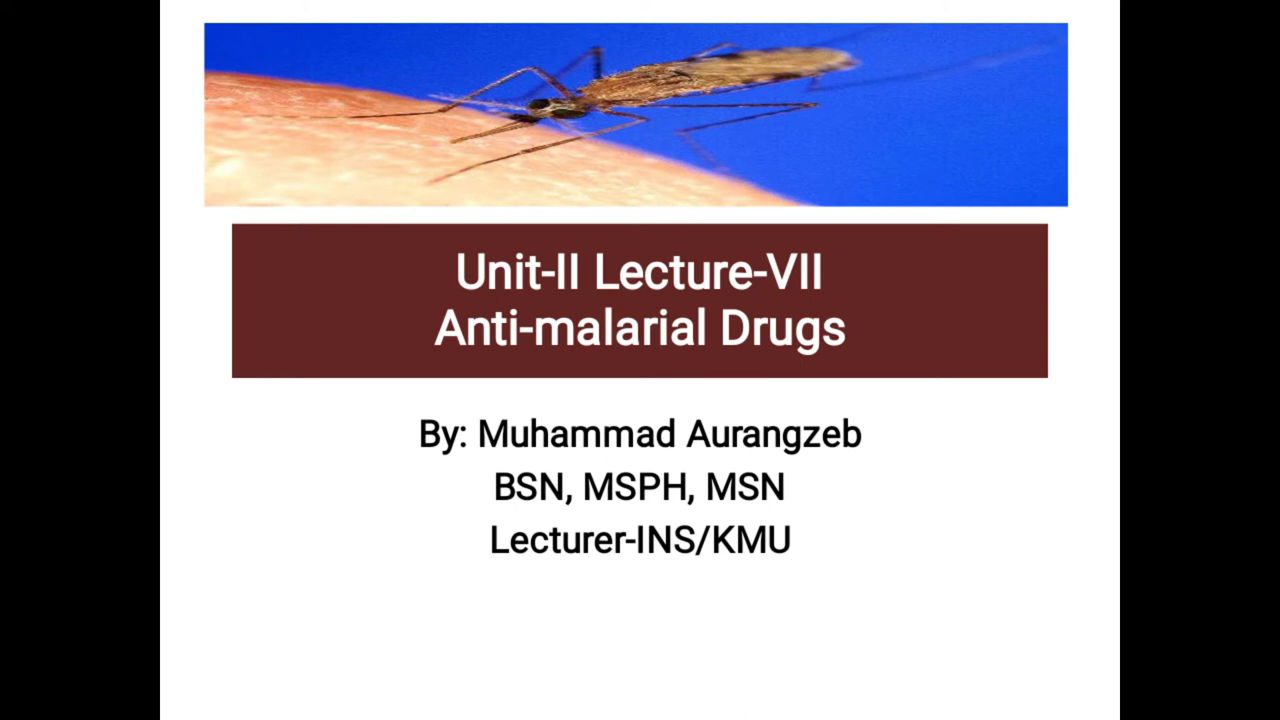 Unit-II Lecture-VII
Anti-malarial Drugs
By: Muhammad Aurangzeb
BSN, MSPH, MSN
Lecturer-INS/KMU